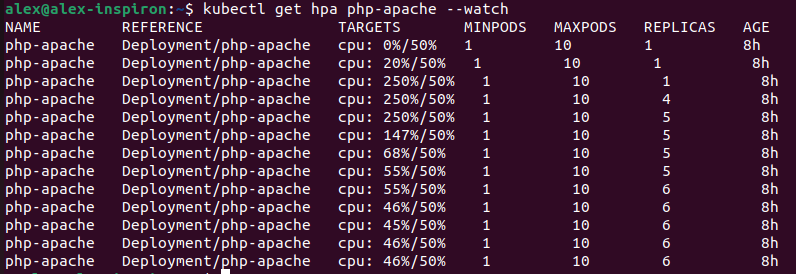 alex@alex-inspiron:~$ kubectl get hpa php-apache --watch
NAME REFERENCE TARGETS MINPODS MAXPODS REPLICAS AGE
php-apache Deployment/php-apache cpu: 0%/50% 1 10 1 8h
php-apache Deployment/php-apache cpu: 20%/50% 1 10 1 8h
php-apache Deployment/php-apache cpu: 250%/50% 1 10 1 8h
php-apache Deployment/php-apache cpu: 250%/50% 1 10 4 8h
php-apache Deployment/php-apache cpu: 250%/50% 1 10 5 8h
php-apache Deployment/php-apache cpu: 147%/50% 1 10 5 8h
php-apache Deployment/php-apache cpu: 68%/50% 1 10 5 8h
php-apache Deployment/php-apache cpu: 55%/50% 1 10 5 8h
php-apache Deployment/php-apache cpu: 55%/50% 1 10 6 8h
php-apache Deployment/php-apache cpu: 46%/50% 1 10 6 8h
php-apache Deployment/php-apache cpu: 45%/50% 1 10 6 8h
php-apache Deployment/php-apache cpu: 46%/50% 1 10 6 8h
php-apache Deployment/php-apache cpu: 46%/50% 1 10 6 8h